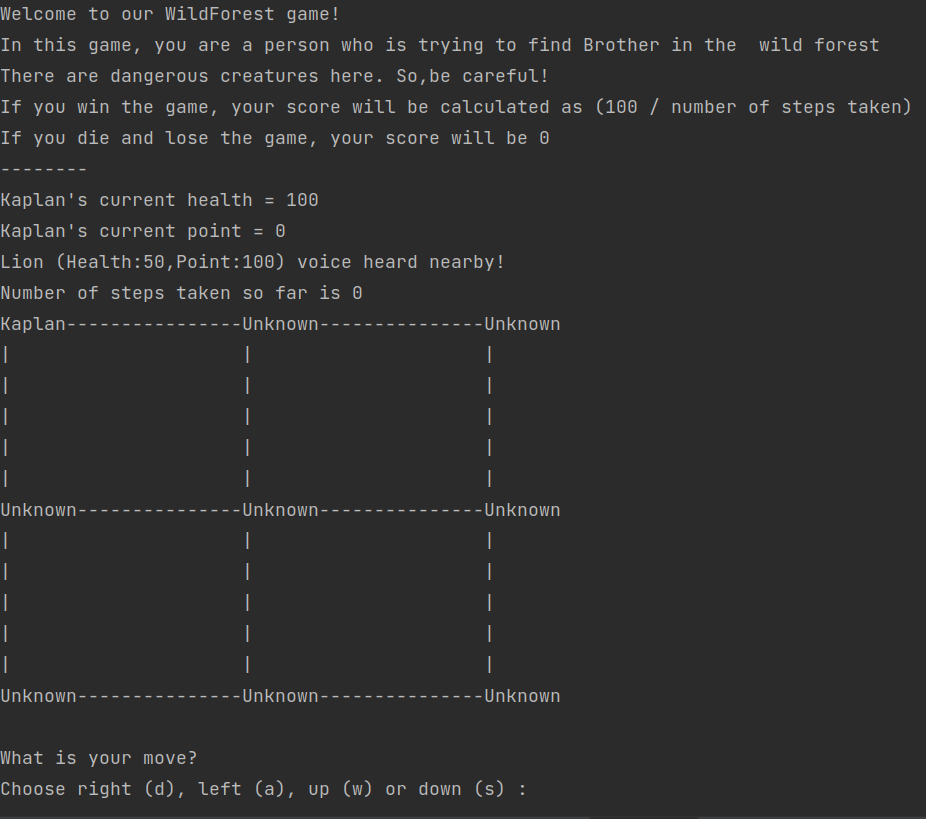 Welcome to our WildForest game!
In this game, you are a person who is trying to find Brother in the  wild forest
There are dangerous creatures here. So,be careful!
If you win the game, your score will be calculated as (100 / number of steps taken)
If you die and lose the game, your score will be 0
--------
Kaplan's current health = 100
Kaplan's current point = 0
Lion (Health:50,Point:100) voice heard nearby!
Number of steps taken so far is 0
Kaplan----------------Unknown---------------Unknown
|                     |                     |
|                     |                     |
|                     |                     |
|                     |                     |
|                     |                     |
Unknown---------------Unknown---------------Unknown
|                     |                     |
|                     |                     |
|                     |                     |
|                     |                     |
|                     |                     |
Unknown---------------Unknown---------------Unknown
What is your move?
Choose right (d), left (a), up (w) or down (s) :